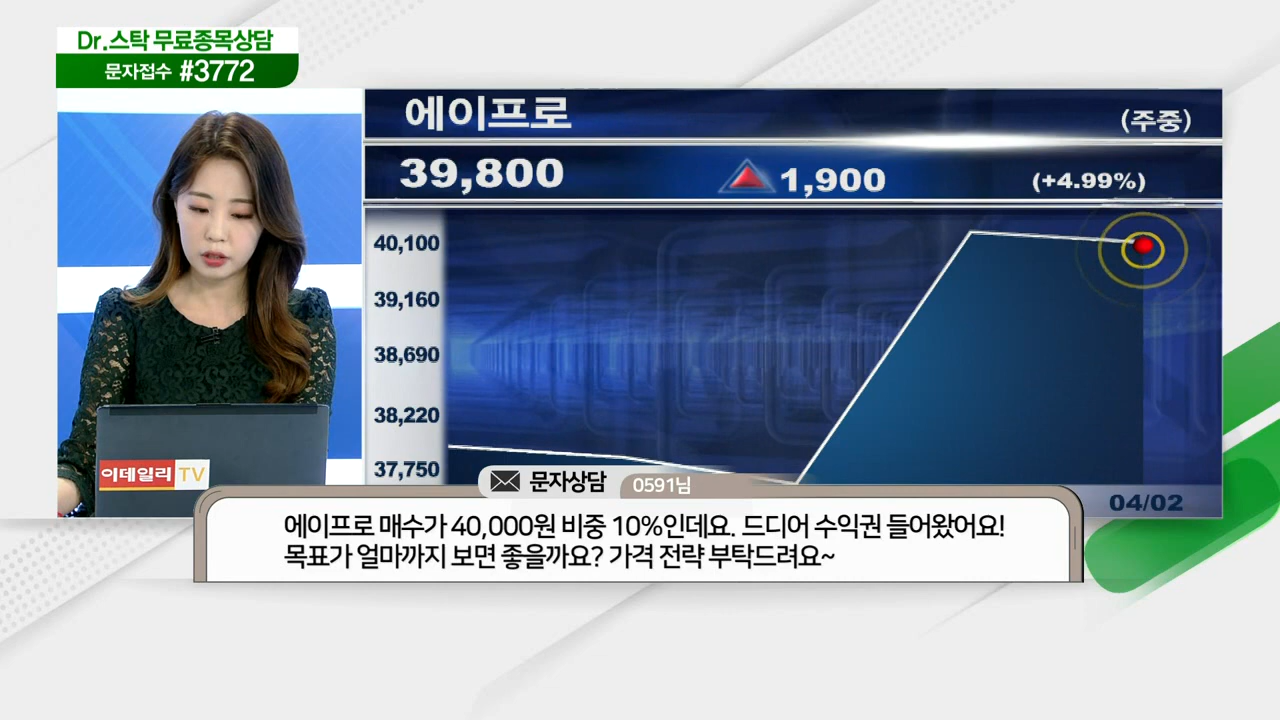 Dr.스탁 무료종목상담
문자접수 #3772
에이프로
(주중)
39,800 ▲ 1,900 (+4.99%)
40,100
39,160
38,690
38,220
37,750
04/02
이데일리 TV
문자상담 0591님
에이프로 매수가 40,000원 비중 10%인데요. 드디어 수익권 들어왔어요!
목표가 얼마까지 보면 좋을까요? 가격 전략 부탁드려요~